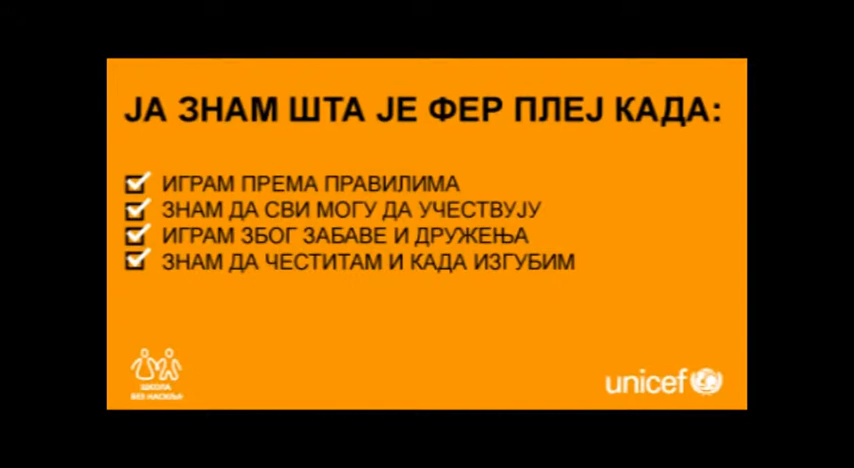 ЈА ЗНАМ ШТА ЈЕ ФЕР ПЛЕЈ КАДА:
ИГРАМ ПРЕМА ПРАВИЛИМА
ЗНАМ ДА СВИ МОГУ ДА УЧЕСТВУЈУ
ИГРАМ ЗБОГ ЗАБАВЕ И ДРУЖЕЊА
ЗНАМ ДА ЧЕСТИТАМ И КАДА ИЗГУБИМ
ШКОЛА
БЕЗ НАСИЉА
unicef